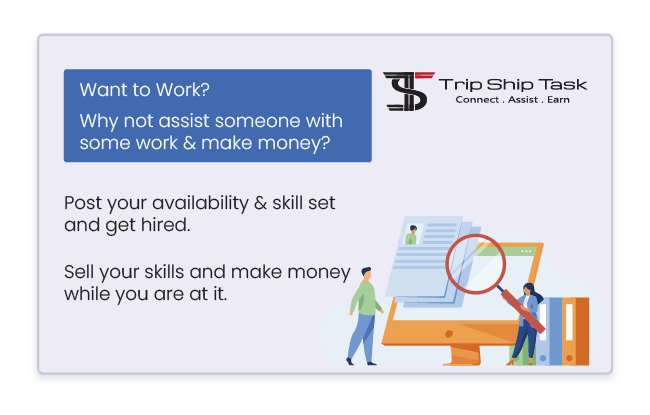 Want to Work?
Why not assist someone with
some work & make money?
Trip Ship Task
Connect . Assist . Earn
Post your availability & skill set
and get hired.
Sell your skills and make money
while you are at it.